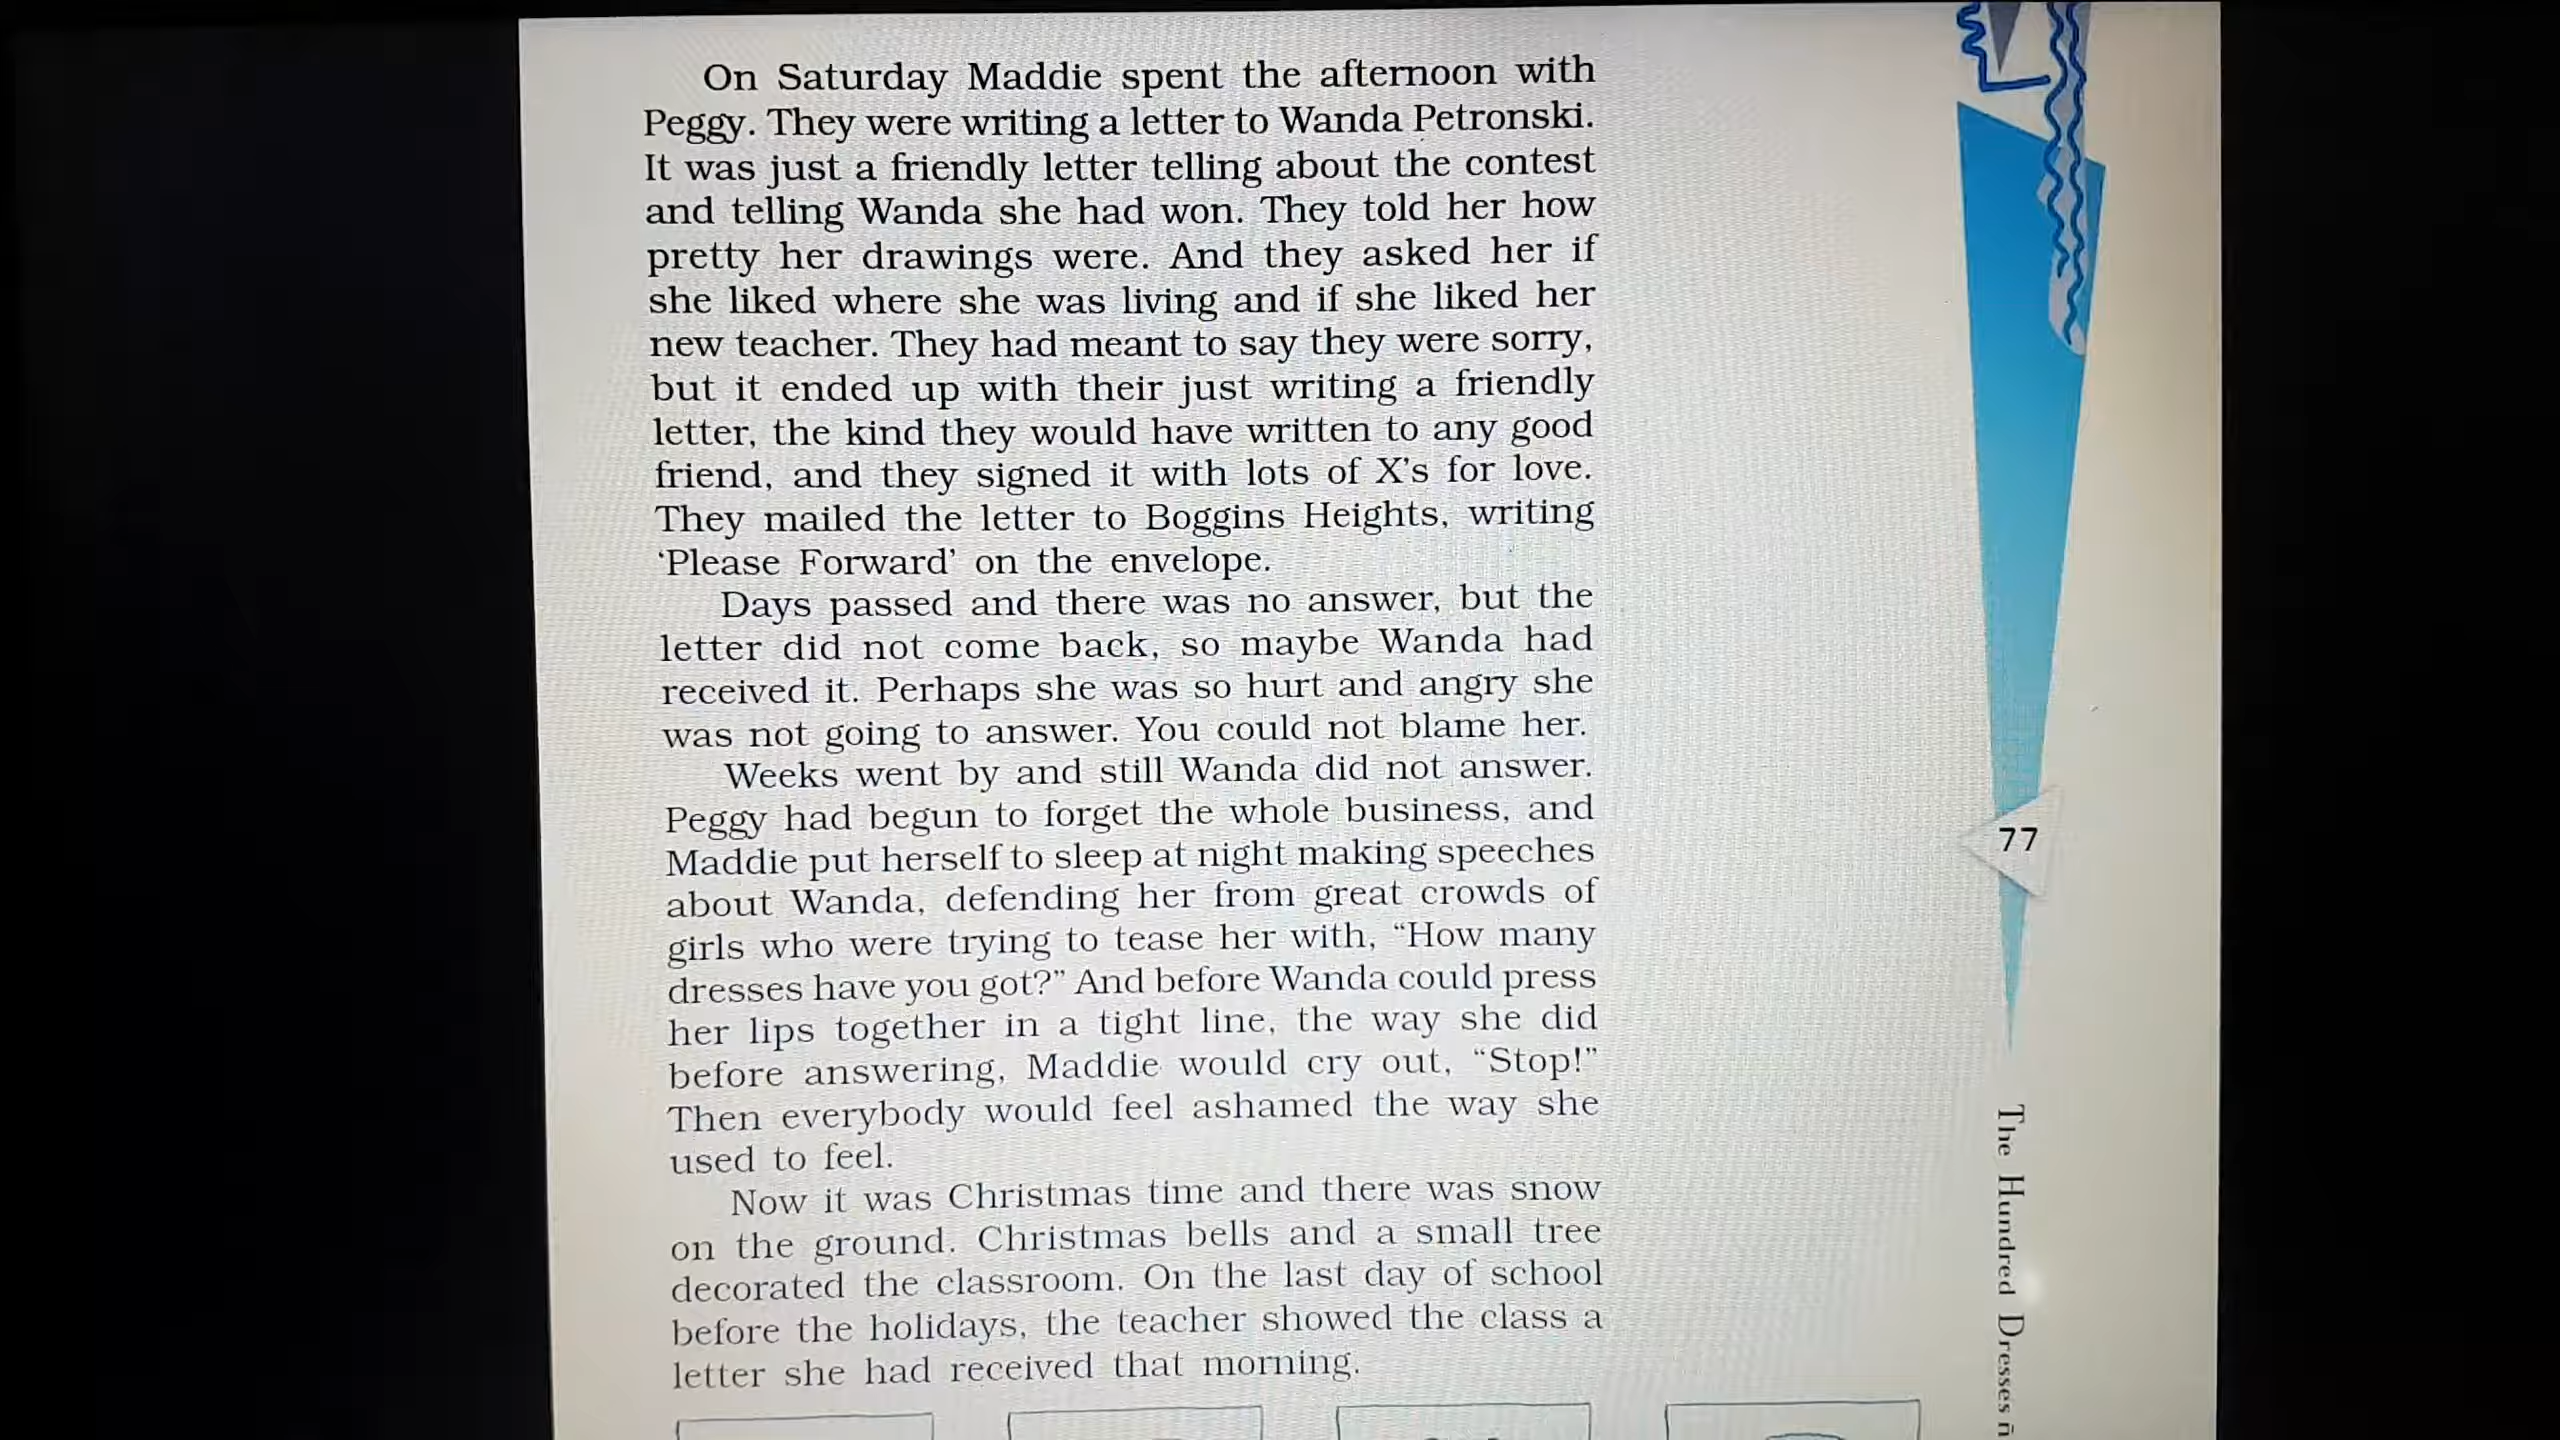 On Saturday Maddie spent the afternoon with
Peggy. They were writing a letter to Wanda Petronski.
It was just a friendly letter telling about the contest
and telling Wanda she had won. They told her how
pretty her drawings were. And they asked her if
she liked where she was living and if she liked her
new teacher. They had meant to say they were sorry,
but it ended up with their just writing a friendly
letter, the kind they would have written to any good
friend, and they signed it with lots of X's for love.
They mailed the letter to Boggins Heights, writing
‘Please Forward’ on the envelope.
Days passed and there was no answer, but the
letter did not come back, so maybe Wanda had
received it. Perhaps she was so hurt and angry she
was not going to answer. You could not blame her.
Weeks went by and still Wanda did not answer.
Peggy had begun to forget the whole business, and
Maddie put herself to sleep at night making speeches
about Wanda, defending her from great crowds of
girls who were trying to tease her with, “How many
dresses have you got?” And before Wanda could press
her lips together in a tight line, the way she did
before answering, Maddie would cry out, “Stop!”
Then everybody would feel ashamed the way she
used to feel.
Now it was Christmas time and there was snow
on the ground. Christmas bells and a small tree
decorated the classroom. On the last day of school
before the holidays, the teacher showed the class a
letter she had received that morning.
77
The Hundred Dresses ñ